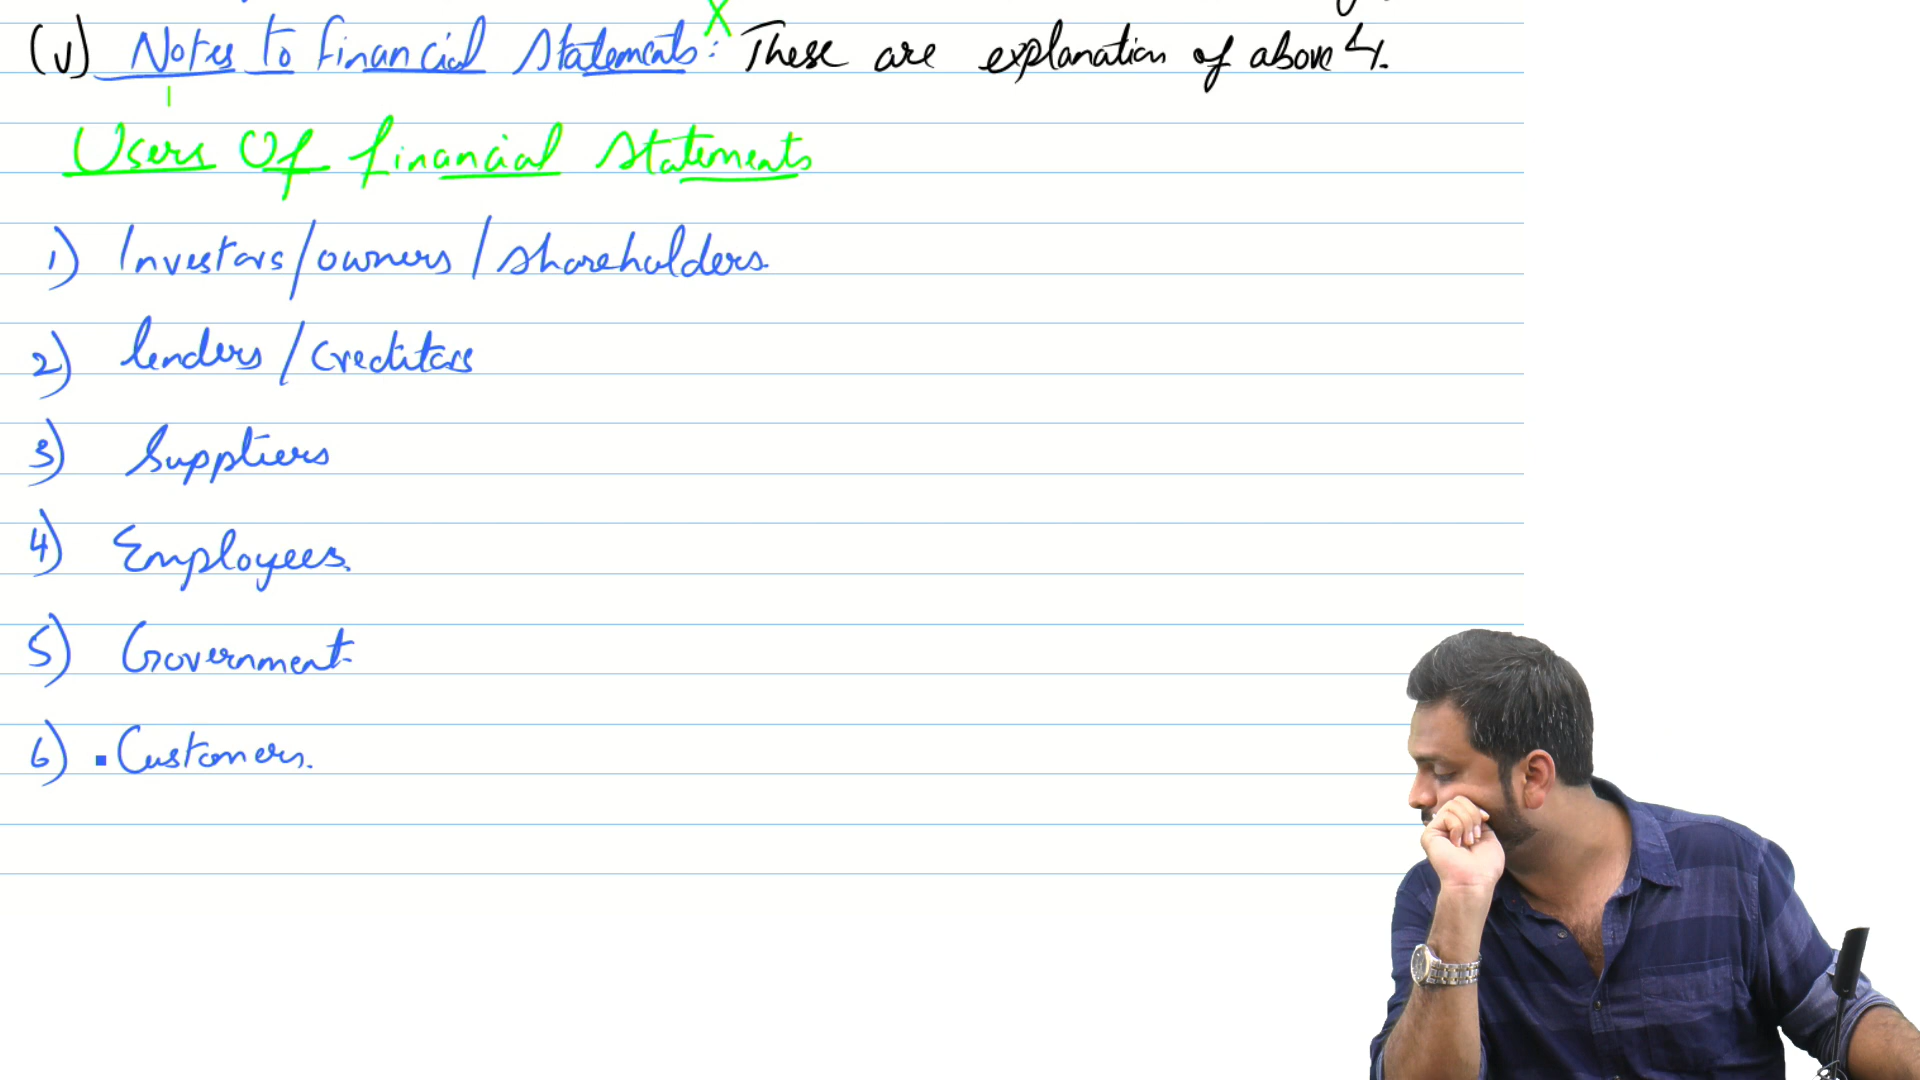 (v) Notes to financial statements: These are explanation of above 4.
Users Of financial statements
1) Investors/owners/shareholders.
2) lenders/creditors
3) Suppliers
4) Employees.
5) Government
6) Customers.